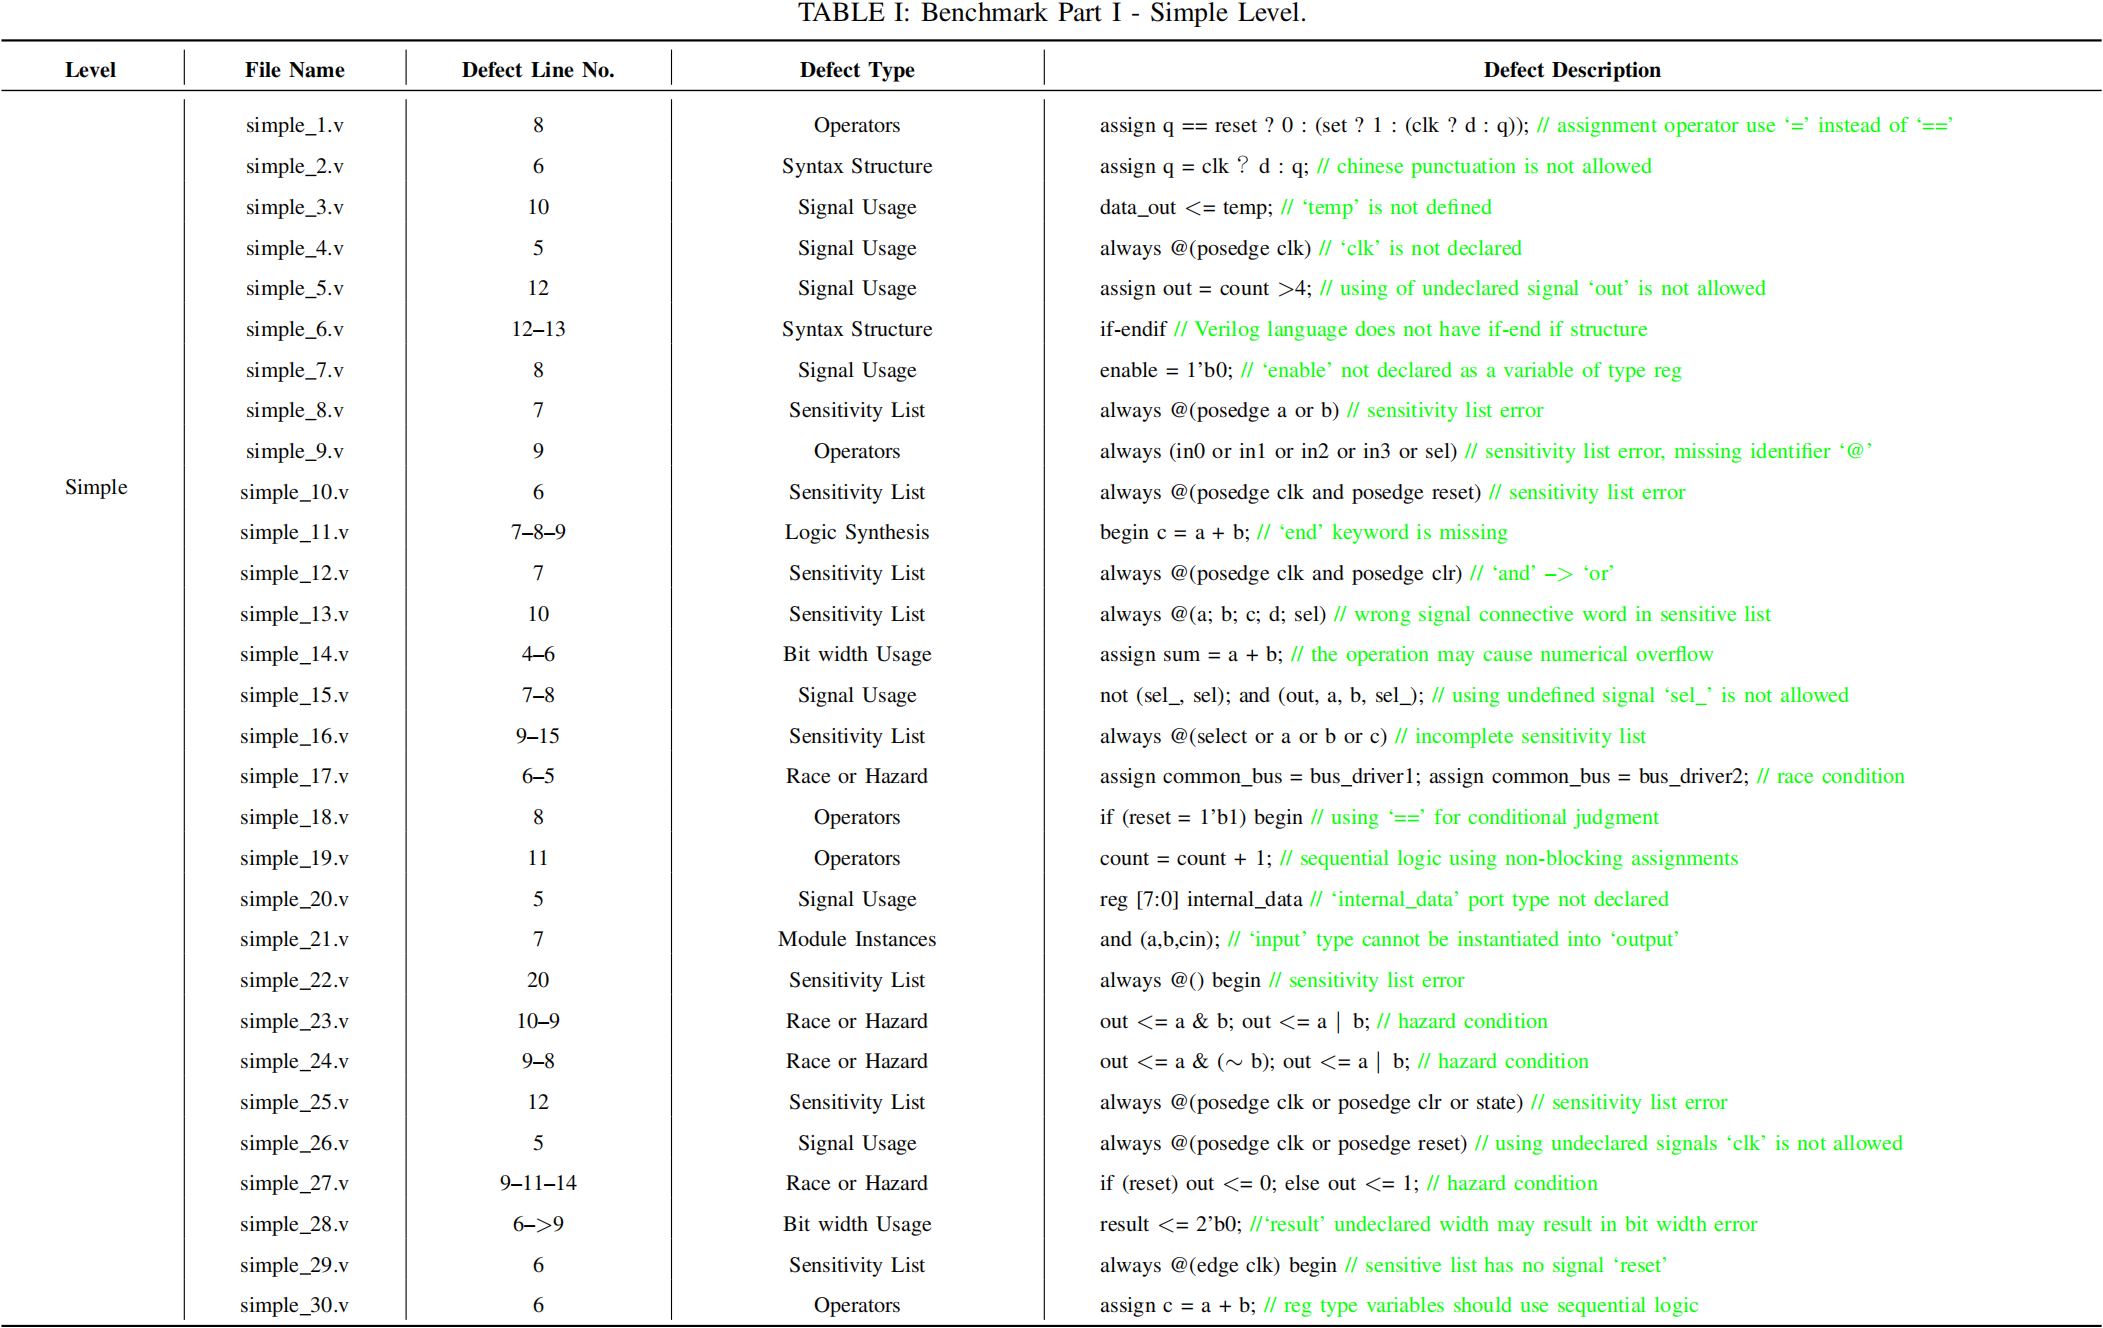 TABLE I: Benchmark Part I - Simple Level.
Level File Name Defect Line No. Defect Type Defect Description
simple_1.v 8 Operators assign q == reset ? 0 : (set ? 1 : (clk ? d : q)); // assignment operator use ‘=’ instead of ‘==’
simple_2.v 6 Syntax Structure assign q = clk ？ d : q; // chinese punctuation is not allowed
simple_3.v 10 Signal Usage data_out <= temp; // ‘temp’ is not defined
simple_4.v 5 Signal Usage always @(posedge clk) // ‘clk’ is not declared
simple_5.v 12 Signal Usage assign out = count >4; // using of undeclared signal ‘out’ is not allowed
simple_6.v 12–13 Syntax Structure if-endif // Verilog language does not have if-end if structure
simple_7.v 8 Signal Usage enable = 1’b0; // ‘enable’ not declared as a variable of type reg
simple_8.v 7 Sensitivity List always @(posedge a or b) // sensitivity list error
simple_9.v 9 Operators always (in0 or in1 or in2 or in3 or sel) // sensitivity list error, missing identifier ‘@’
Simple simple_10.v 6 Sensitivity List always @(posedge clk and posedge reset) // sensitivity list error
simple_11.v 7–8–9 Logic Synthesis begin c = a + b; // ‘end’ keyword is missing
simple_12.v 7 Sensitivity List always @(posedge clk and posedge clr) // ‘and’ –> ‘or’
simple_13.v 10 Sensitivity List always @(a; b; c; d; sel) // wrong signal connective word in sensitive list
simple_14.v 4–6 Bit width Usage assign sum = a + b; // the operation may cause numerical overflow
simple_15.v 7–8 Signal Usage not (sel_, sel); and (out, a, b, sel_); // using undefined signal ‘sel_’ is not allowed
simple_16.v 9–15 Sensitivity List always @(select or a or b or c) // incomplete sensitivity list
simple_17.v 6–5 Race or Hazard assign common_bus = bus_driver1; assign common_bus = bus_driver2; // race condition
simple_18.v 8 Operators if (reset = 1’b1) begin // using ‘==’ for conditional judgment
simple_19.v 11 Operators count = count + 1; // sequential logic using non-blocking assignments
simple_20.v 5 Signal Usage reg [7:0] internal_data // ‘internal_data’ port type not declared
simple_21.v 7 Module Instances and (a,b,cin); // ‘input’ type cannot be instantiated into ‘output’
simple_22.v 20 Sensitivity List always @() begin // sensitivity list error
simple_23.v 10–9 Race or Hazard out <= a & b; out <= a | b; // hazard condition
simple_24.v 9–8 Race or Hazard out <= a & (∼ b); out <= a | b; // hazard condition
simple_25.v 12 Sensitivity List always @(posedge clk or posedge clr or state) // sensitivity list error
simple_26.v 5 Signal Usage always @(posedge clk or posedge reset) // using undeclared signals ‘clk’ is not allowed
simple_27.v 9–11–14 Race or Hazard if (reset) out <= 0; else out <= 1; // hazard condition
simple_28.v 6–>9 Bit width Usage result <= 2’b0; //‘result’ undeclared width may result in bit width error
simple_29.v 6 Sensitivity List always @(edge clk) begin // sensitive list has no signal ‘reset’
simple_30.v 6 Operators assign c = a + b; // reg type variables should use sequential logic